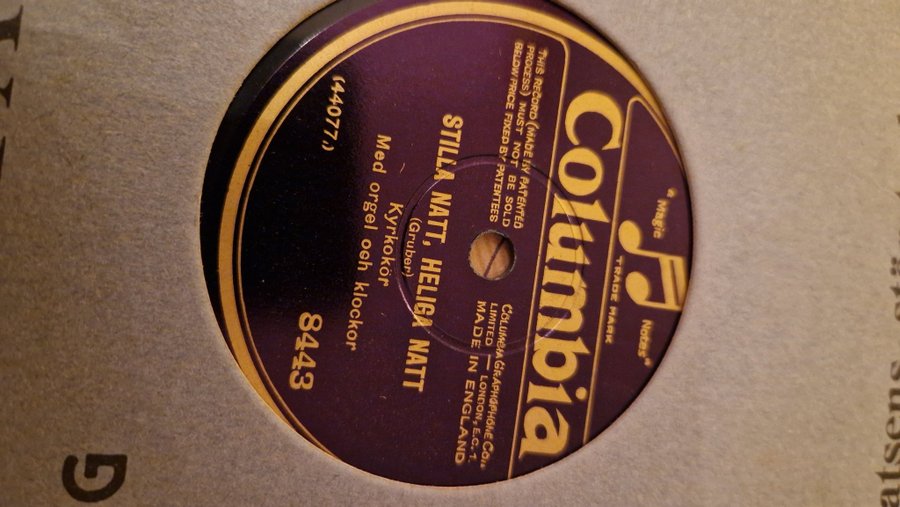 "Magic
Notes"
TRADE MARK
Columbia
THIS RECORD (MADE BY PATENTED
PROCESS) MUST NOT BE SOLD
BELOW PRICE FIXED BY PATENTEES
COLUMBIA GRAPHOPHONE CO.,
LIMITED — LONDON, E.C.1.
MADE IN ENGLAND
STILLA NATT, HELIGA NATT
(Gruber)
Kyrkokör
Med orgel och klockor
(44077.)
8443
G